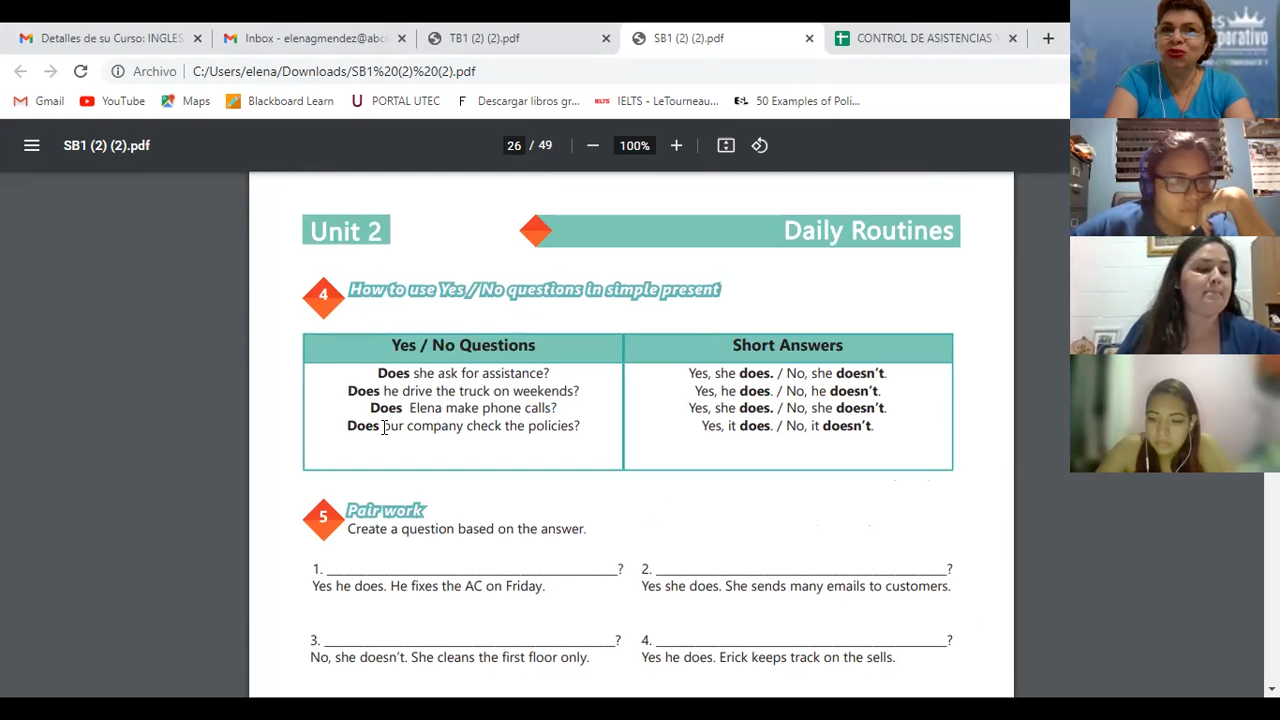 Detalles de su Curso: INGLES
Inbox - elenagmendez@abc
TB1 (2) (2).pdf
SB1 (2) (2).pdf
CONTROL DE ASISTENCIAS Y
Archivo
C:/Users/elena/Downloads/SB1%20(2)%20(2).pdf
Gmail
YouTube
Maps
Blackboard Learn
PORTAL UTEC
Descargar libros gr...
IELTS - LeTourneau...
50 Examples of Poli...
SB1 (2) (2).pdf
26 / 49
100%
Unit 2
Daily Routines
4 How to use Yes / No questions in simple present
Yes / No Questions
Does she ask for assistance?
Does he drive the truck on weekends?
Does Elena make phone calls?
Does our company check the policies?
Short Answers
Yes, she does. / No, she doesn't.
Yes, he does. / No, he doesn't.
Yes, she does. / No, she doesn't.
Yes, it does. / No, it doesn't.
5 Pair work
Create a question based on the answer.
1. ______________________________________?
Yes he does. He fixes the AC on Friday.
2. ______________________________________?
Yes she does. She sends many emails to customers.
3. ______________________________________?
No, she doesn't. She cleans the first floor only.
4. ______________________________________?
Yes he does. Erick keeps track on the sells.